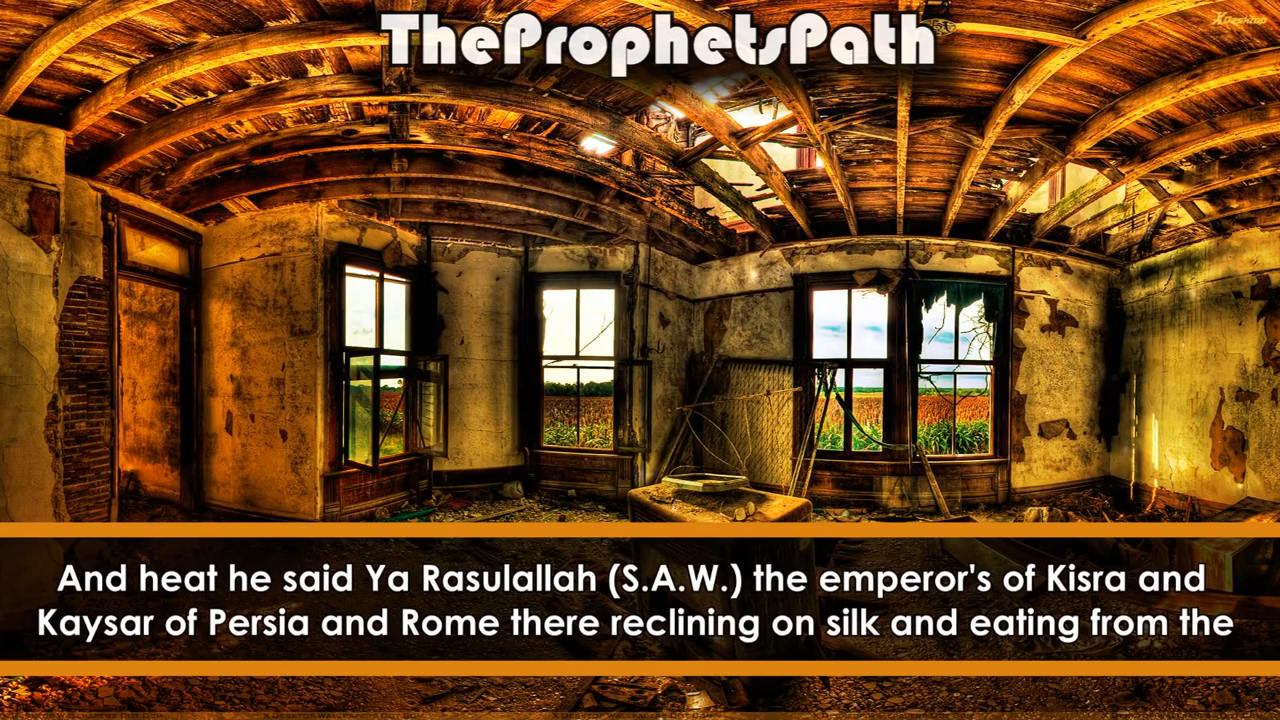 TheProphetsPath
XDesktop
And heat he said Ya Rasulallah (S.A.W.) the emperor's of Kisra and
Kaysar of Persia and Rome there reclining on silk and eating from the